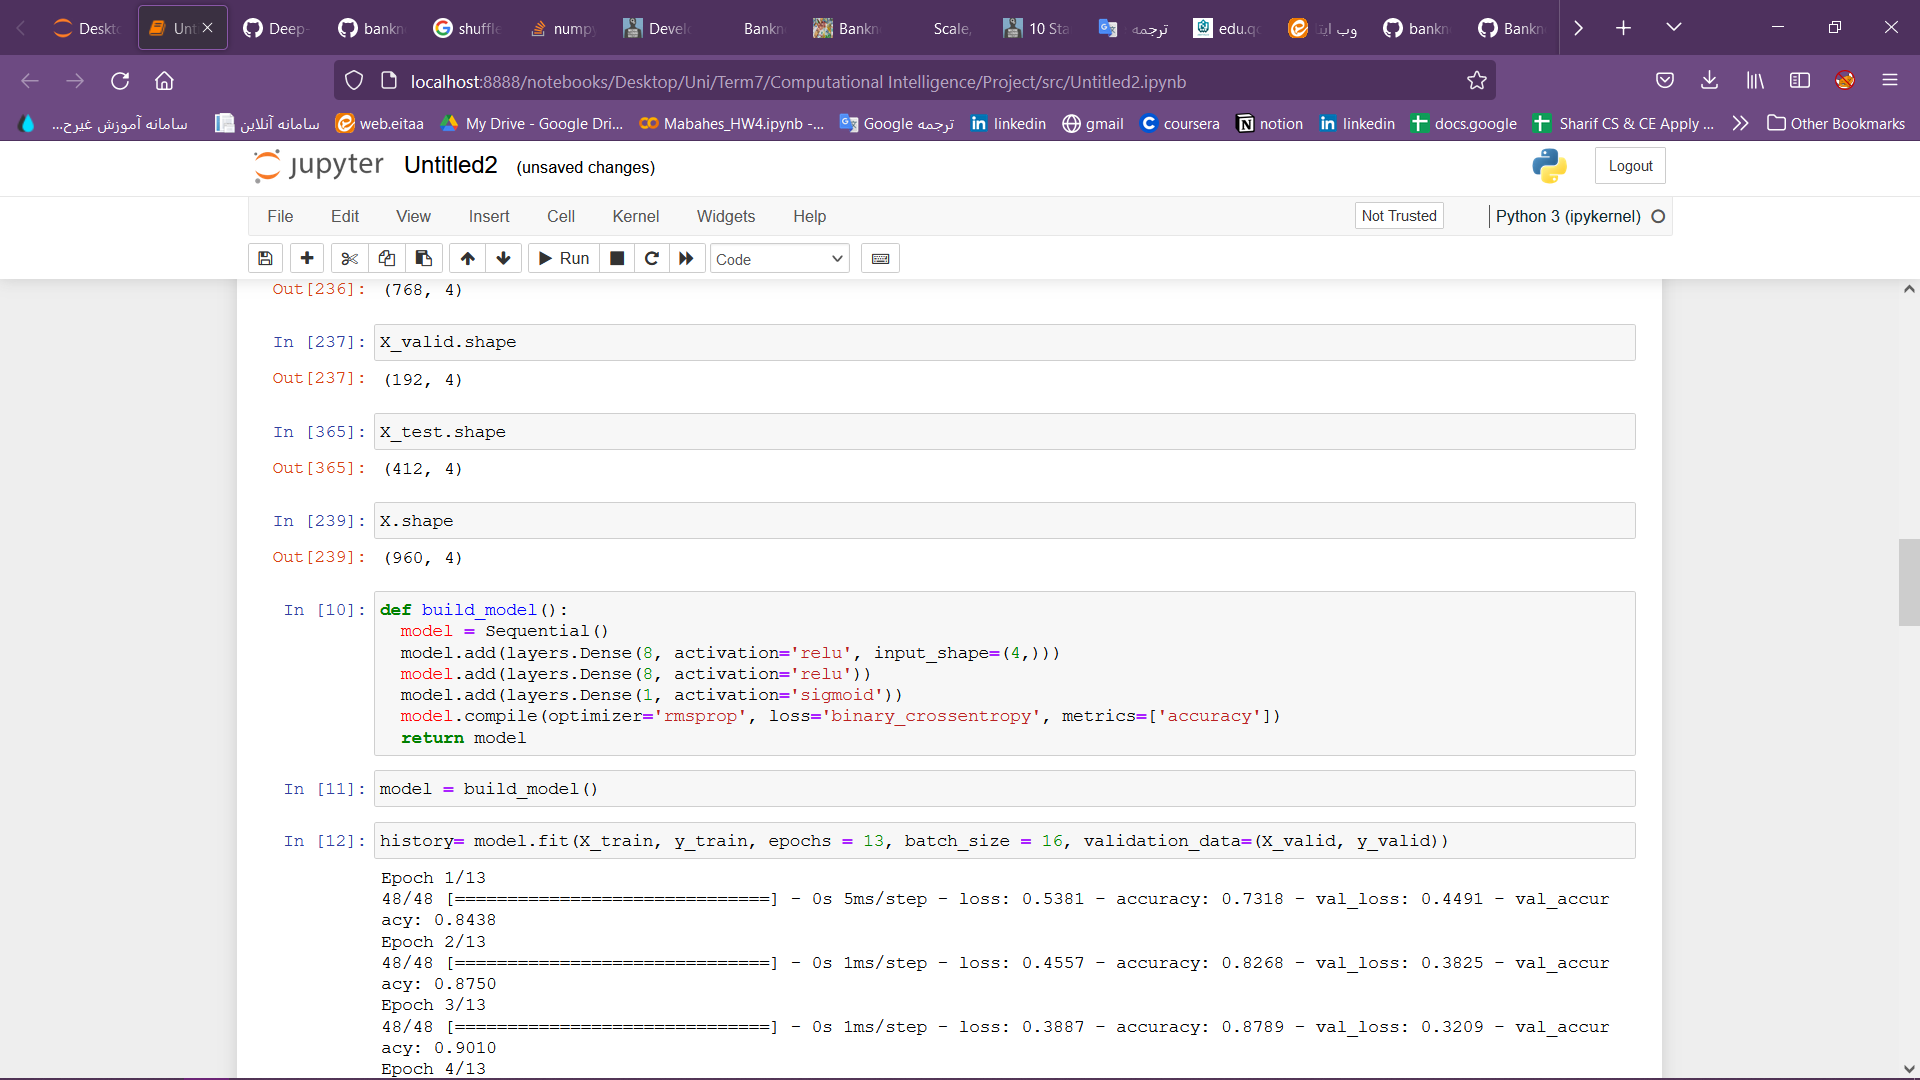 Deskt
Unt
Deep-
bankn
shuffle
numpy
Develo
Bankn
Bankn
Scale,
10 Sta
ترجمه
edu.qc
وب ایتا
bankn
Bankn
localhost:8888/notebooks/Desktop/Uni/Term7/Computational Intelligence/Project/src/Untitled2.ipynb
سامانه آموزش غیرح...
سامانه آنلاین
web.eitaa
My Drive - Google Dri...
Mabahes_HW4.ipynb -...
Google ترجمه
linkedin
gmail
coursera
notion
linkedin
docs.google
Sharif CS & CE Apply ...
Other Bookmarks
jupyter Untitled2 (unsaved changes)
Logout
File Edit View Insert Cell Kernel Widgets Help
Not Trusted
Python 3 (ipykernel)
Run
Code
Out[236]: (768, 4)
In [237]: X_valid.shape
Out[237]: (192, 4)
In [365]: X_test.shape
Out[365]: (412, 4)
In [239]: X.shape
Out[239]: (960, 4)
In [10]: def build_model():
model = Sequential()
model.add(layers.Dense(8, activation='relu', input_shape=(4,)))
model.add(layers.Dense(8, activation='relu'))
model.add(layers.Dense(1, activation='sigmoid'))
model.compile(optimizer='rmsprop', loss='binary_crossentropy', metrics=['accuracy'])
return model
In [11]: model = build_model()
In [12]: history= model.fit(X_train, y_train, epochs = 13, batch_size = 16, validation_data=(X_valid, y_valid))
Epoch 1/13
48/48 [==============================] - 0s 5ms/step - loss: 0.5381 - accuracy: 0.7318 - val_loss: 0.4491 - val_accur
acy: 0.8438
Epoch 2/13
48/48 [==============================] - 0s 1ms/step - loss: 0.4557 - accuracy: 0.8268 - val_loss: 0.3825 - val_accur
acy: 0.8750
Epoch 3/13
48/48 [==============================] - 0s 1ms/step - loss: 0.3887 - accuracy: 0.8789 - val_loss: 0.3209 - val_accur
acy: 0.9010
Epoch 4/13